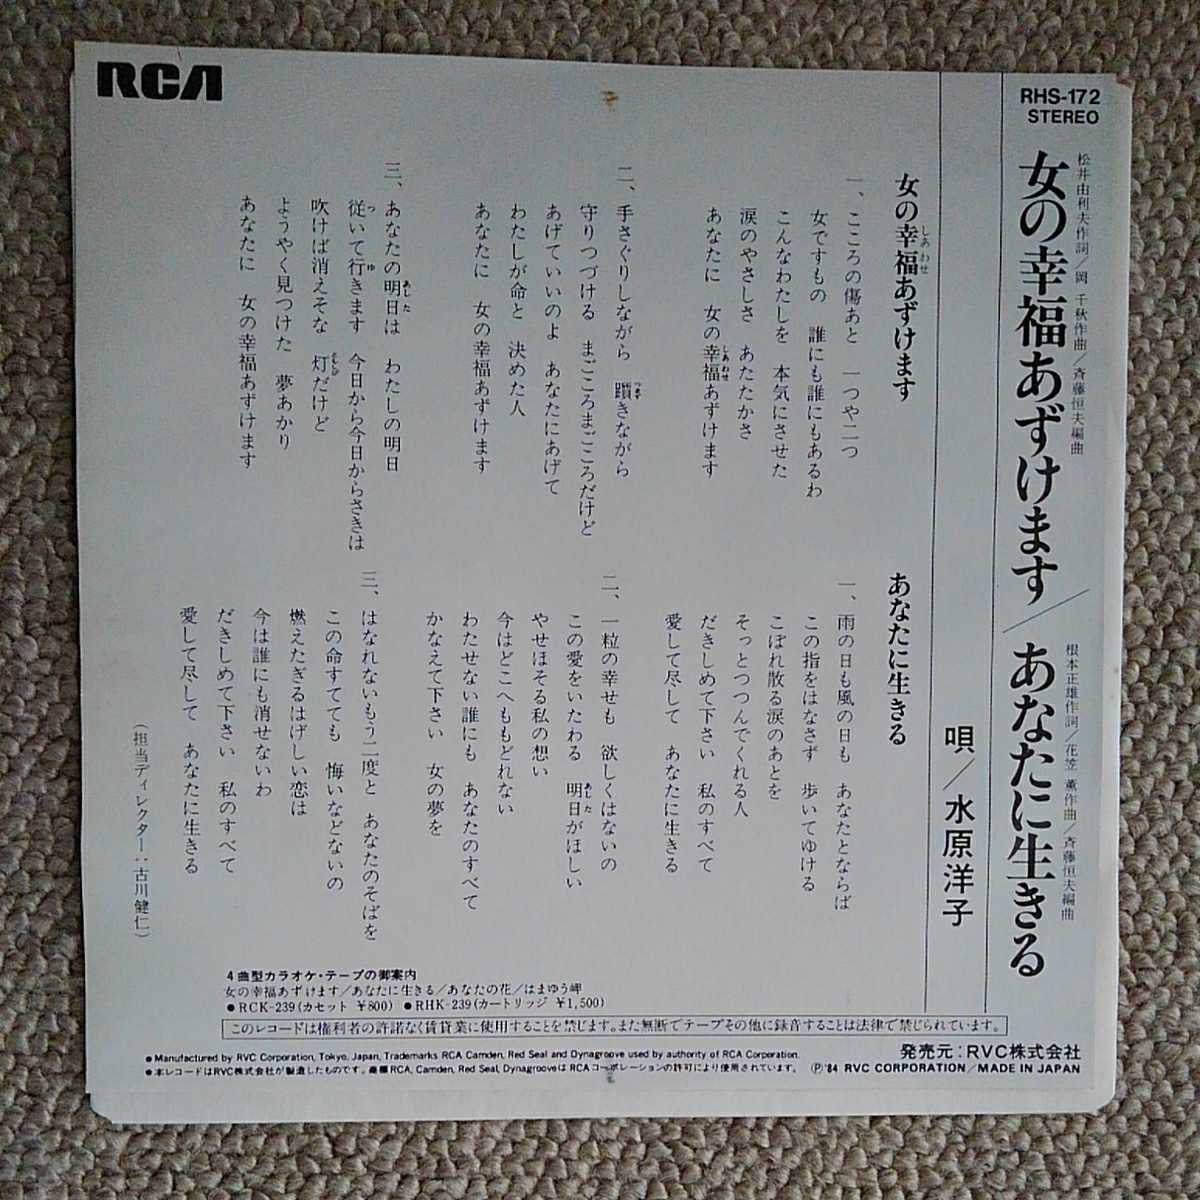 RCA
RHS-172
STEREO
松井由利夫作詞/岡 千秋作曲/斉藤恒夫編曲
女の幸福あずけます/あなたに生きる
根本正雄作詞/花笠 薫作曲/斉藤恒夫編曲
唄/水原洋子
女の幸福あずけます
しあわせ
一、こころの傷あと 一つや二つ
女ですもの 誰にも誰にもあるわ
こんなわたしを 本気にさせた
涙のやさしさ あたたかさ
あなたに 女の幸福あずけます
しあわせ
二、手さぐりしながら 躓きながら
つまず
守りつづける まごころまごころだけど
あげていいのよ あなたにあげて
わたしが命と 決めた人
あなたに 女の幸福あずけます
三、あなたの明日は わたしの明日
あした
従いて行きます 今日から今日からさきは
つ ゆ
吹けば消えそな 灯だけど
ともしび
ようやく見つけた 夢あかり
あなたに 女の幸福あずけます
あなたに生きる
一、雨の日も風の日も あなたとならば
この指をはなさず 歩いてゆける
こぼれ散る涙のあとを
そっとつつんでくれる人
だきしめて下さい 私のすべて
愛して尽して あなたに生きる
二、一粒の幸せも 欲しくはないの
この愛をいたわる 明日がほしい
あした
やせほそる私の想い
今はどこへももどれない
わたせない誰にも あなたのすべて
かなえて下さい 女の夢を
三、はなれないもう二度と あなたのそばを
この命すてても 悔いなどないの
燃えたぎるはげしい恋は
今は誰にも消せないわ
だきしめて下さい 私のすべて
愛して尽して あなたに生きる
(担当ディレクター:古川健仁)
4曲型カラオケ・テープの御案内
女の幸福あずけます/あなたに生きる/あなたの花/はまゆう岬
●RCK-239(カセット ¥800) ●RHK-239(カートリッジ ¥1,500)
このレコードは権利者の許諾なく賃貸業に使用することを禁じます。また無断でテープその他に録音することは法律で禁じられています。
●Manufactured by RVC Corporation, Tokyo, Japan, Trademarks RCA Camden, Red Seal and Dynagroove used by authority of RCA Corporation.
●本レコードはRVC株式会社が製造したものです。商標RCA, Camden, Red Seal, DynagrooveはRCAコーポレーションの許可により使用されています。
発売元:RVC株式会社
Ⓟ'84 RVC CORPORATION/MADE IN JAPAN